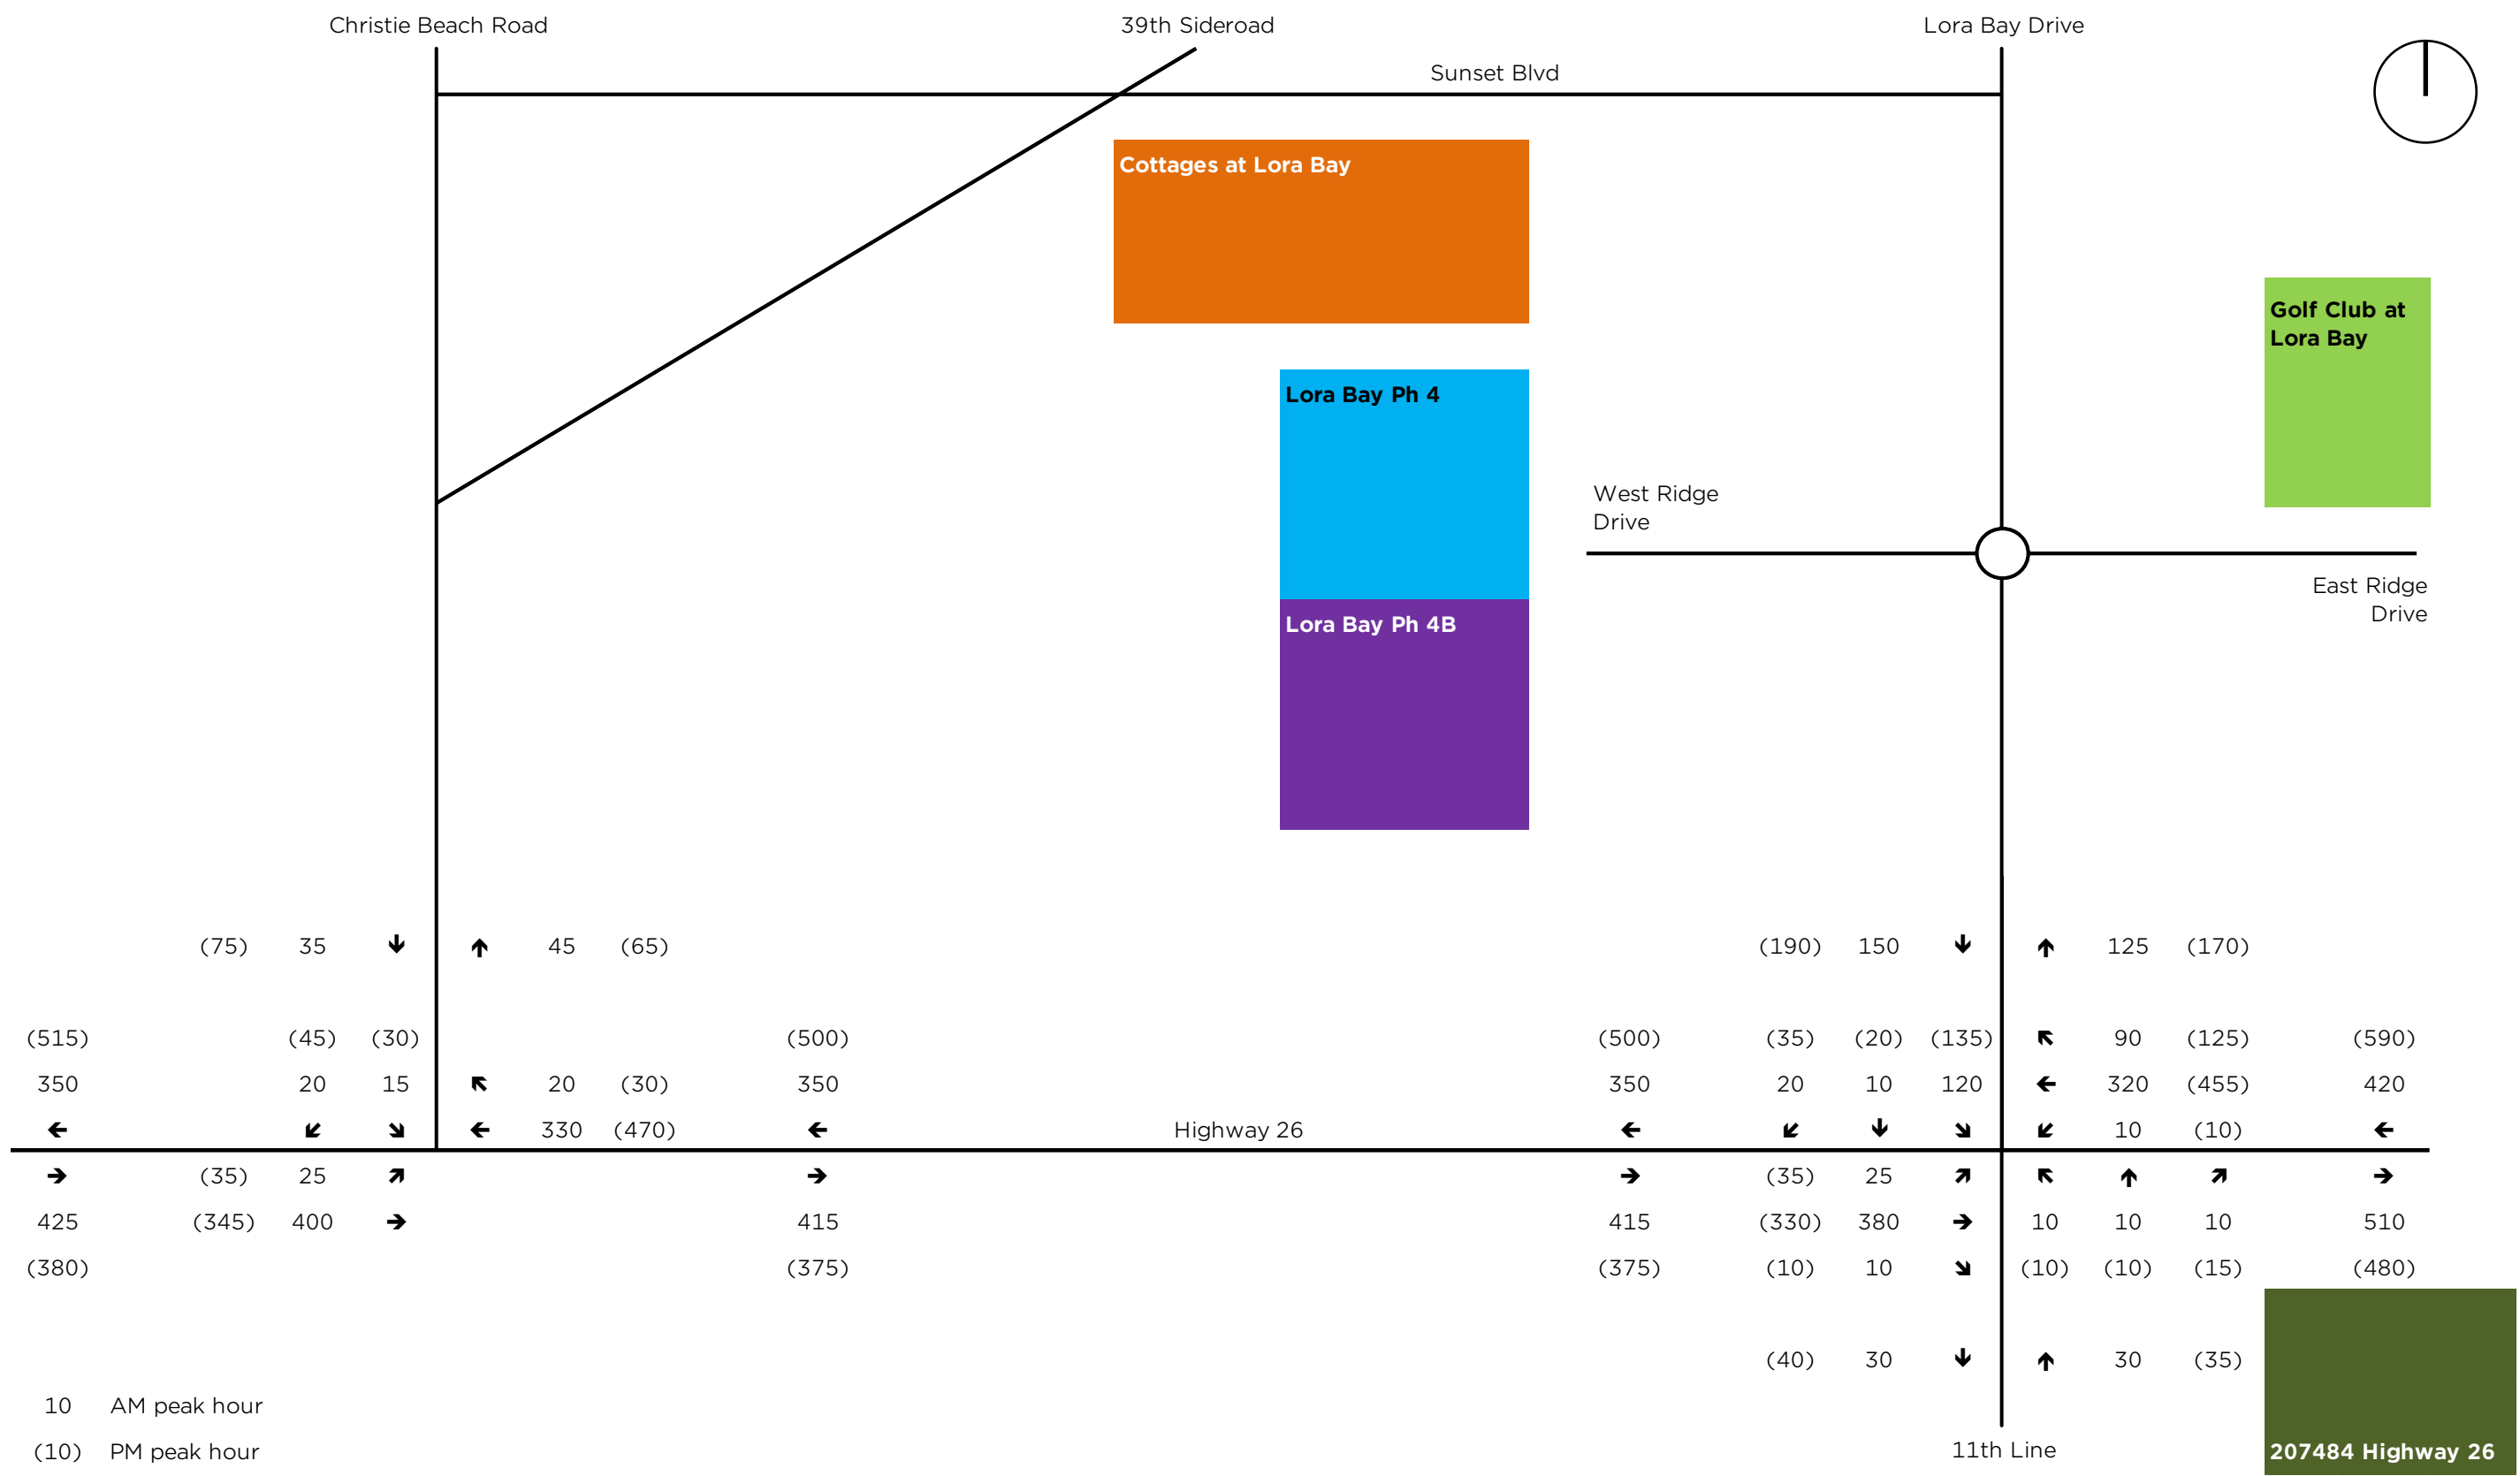 Christie Beach Road 39th Sideroad Lora Bay Drive
Sunset Blvd
Cottages at Lora Bay
Golf Club at
Lora Bay
Lora Bay Ph 4
West Ridge
Drive
East Ridge
Drive
Lora Bay Ph 4B
(75) 35 45 (65) (190) 150 125 (170)
(515) (45) (30) (500) (500) (35) (20) (135) 90 (125) (590)
350 20 15 20 (30) 350 350 20 10 120 320 (455) 420
330 (470) Highway 26 10 (10)
(35) 25 (35) 25
425 (345) 400 415 415 (330) 380 10 10 10 510
(380) (375) (375) (10) 10 (10) (10) (15) (480)
(40) 30 30 (35)
10 AM peak hour
(10) PM peak hour 11th Line 207484 Highway 26